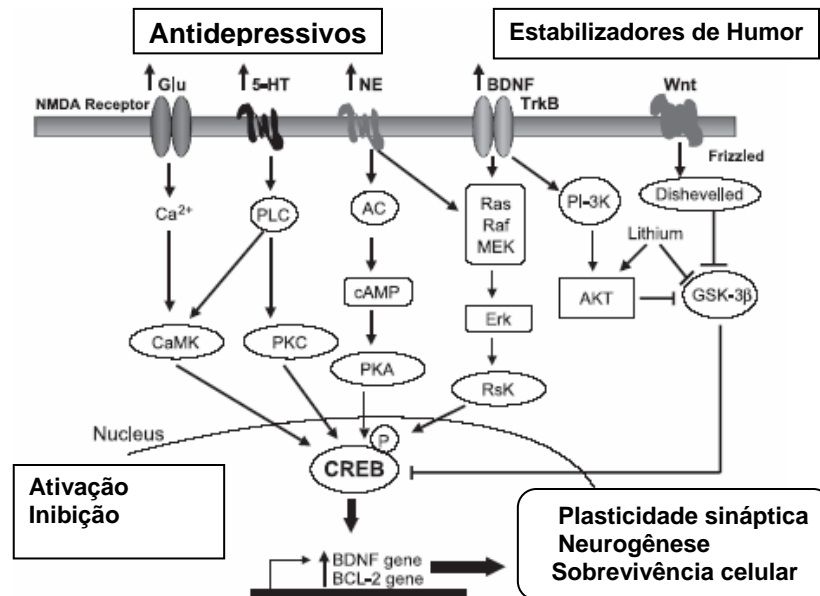 Antidepressivos
Estabilizadores de Humor
Glu
5-HT
NE
BDNF
Wnt
NMDA Receptor
TrkB
Frizzled
Ca2+
PLC
AC
Ras
Raf
MEK
PI-3K
Dishevelled
Lithium
cAMP
AKT
GSK-3β
CaMK
PKC
Erk
PKA
RsK
Nucleus
P
CREB
Ativação
Inibição
Plasticidade sináptica
Neurogênese
Sobrevivência celular
BDNF gene
BCL-2 gene